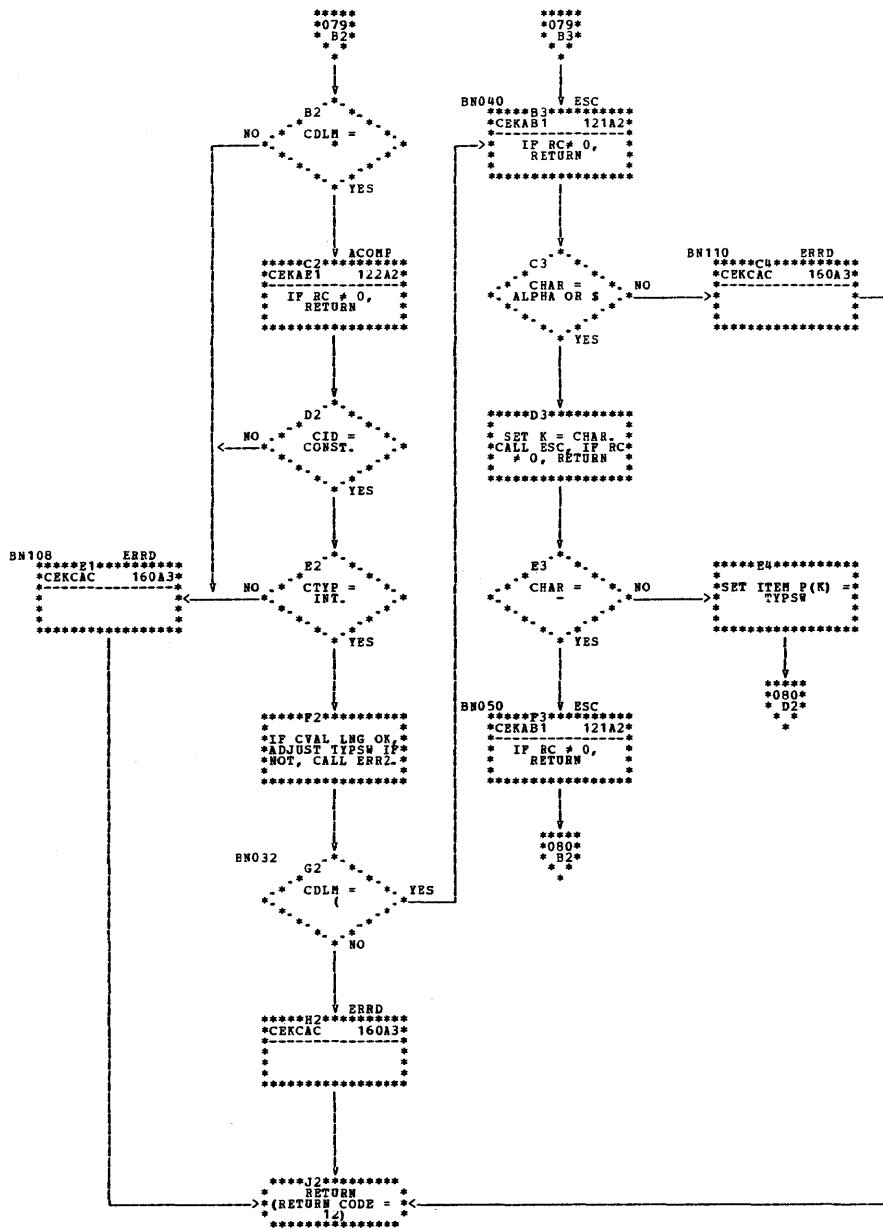 *079*
B2*
*079*
B3*
B2
CDLM =
*
NO
YES
BN040
ESC
B3
CEKAB1 121A2
IF RC≠ 0,
RETURN
ACOMP
C2
CEKAE1 122A2
IF RC ≠ 0,
RETURN
C3
CHAR =
ALPHA OR $
NO
YES
BN110
ERRD
C4
CEKCAC 160A3
D2
CID =
CONST.
NO
YES
D3
SET K = CHAR.
CALL ESC, IF RC
≠ 0, RETURN
BN108
ERRD
E1
CEKCAC 160A3
E2
CTYP =
INT.
NO
YES
E3
CHAR =
-
NO
YES
E4
SET ITEM P(K) =
TYPSW
*080*
D2*
F2
IF CVAL LNG OK,
ADJUST TYPSW IF
NOT, CALL ERR2.
BN050
ESC
F3
CEKAB1 121A2
IF RC ≠ 0,
RETURN
*080*
B2*
BN032
G2
CDLM =
(
YES
NO
ERRD
H2
CEKCAC 160A3
J2
RETURN
(RETURN CODE =
12)